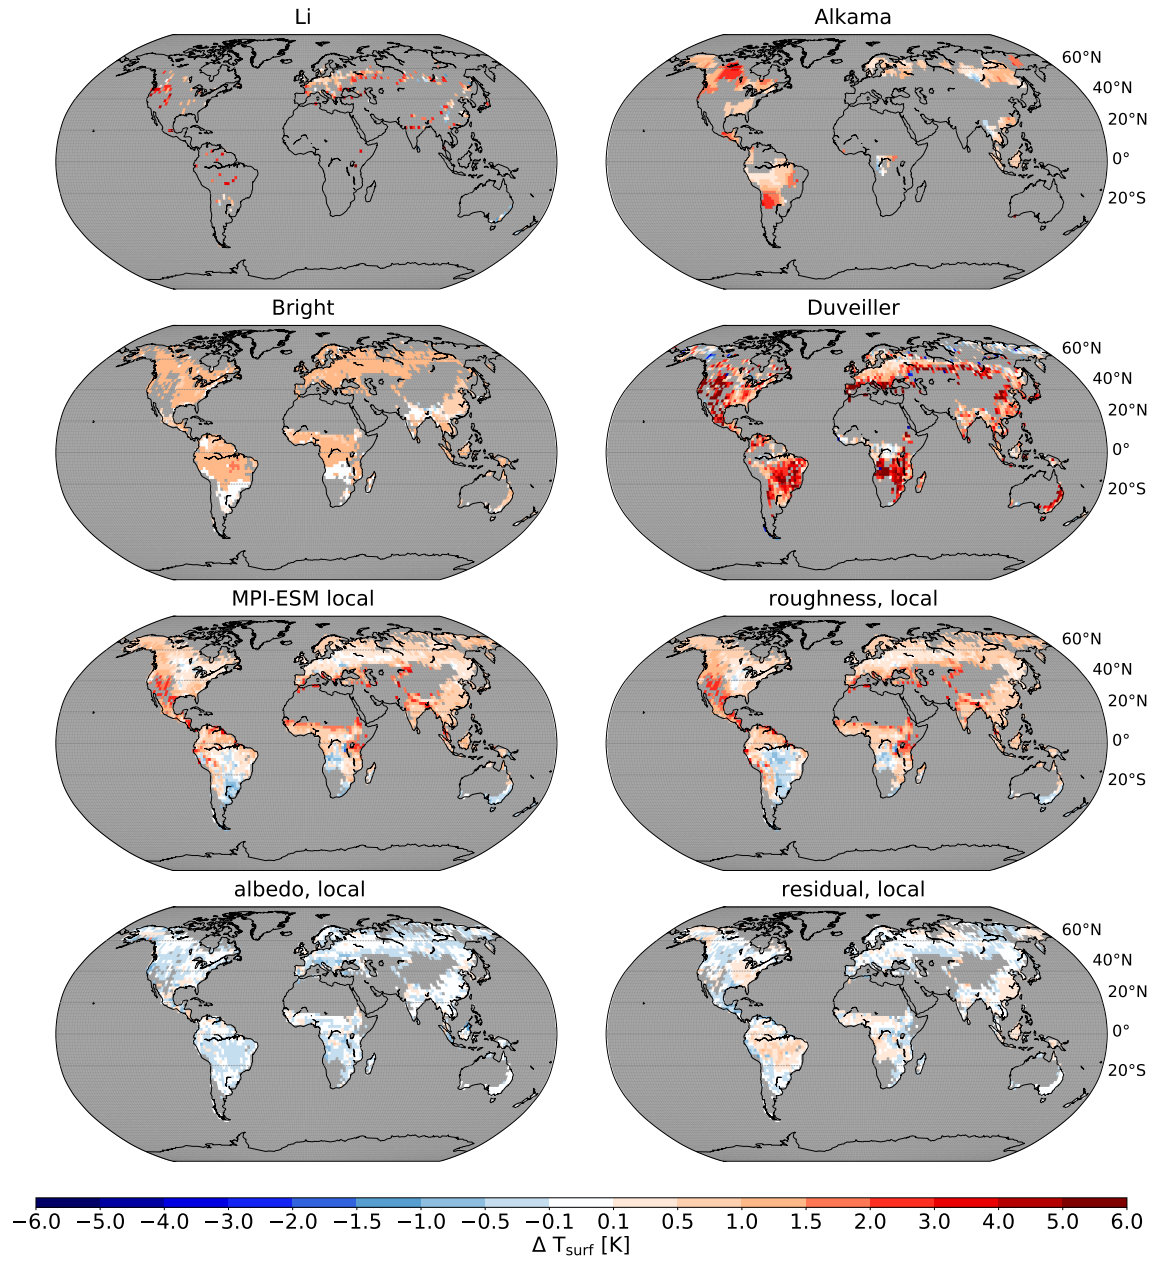 Li
Alkama
60°N
40°N
20°N
0°
20°S
Bright
Duveiller
60°N
40°N
20°N
0°
20°S
MPI-ESM local
roughness, local
60°N
40°N
20°N
0°
20°S
albedo, local
residual, local
60°N
40°N
20°N
0°
20°S
−6.0 −5.0 −4.0 −3.0 −2.0 −1.5 −1.0 −0.5 −0.1 0.1 0.5 1.0 1.5 2.0 3.0 4.0 5.0 6.0
Δ T_surf [K]